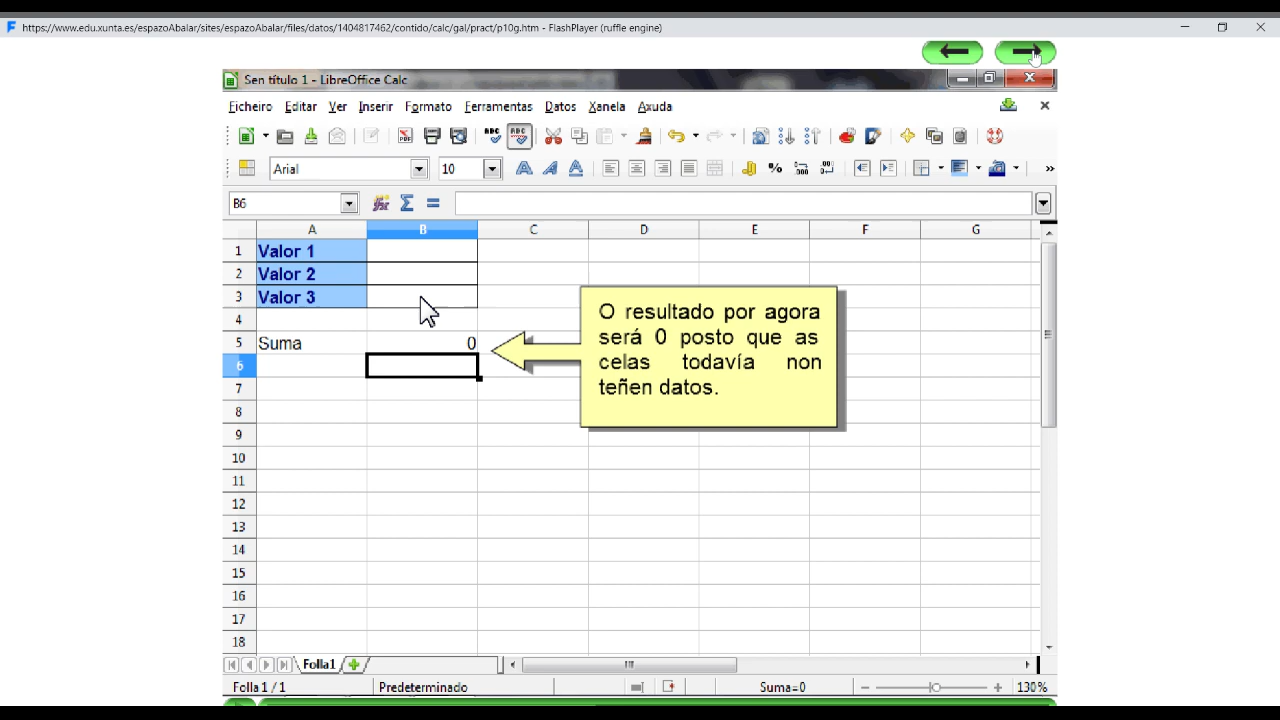 https://www.edu.xunta.es/espazoAbalar/sites/espazoAbalar/files/datos/1404817462/contido/calc/gal/pract/p10g.htm - FlashPlayer (ruffle engine)
Sen título 1 - LibreOffice Calc
Ficheiro Editar Ver Inserir Formato Ferramentas Datos Xanela Axuda
Arial 10
B6
A B C D E F G
1 Valor 1
2 Valor 2
3 Valor 3
4
5 Suma 0
6
7
8
9
10
11
12
13
14
15
16
17
18
O resultado por agora
será 0 posto que as
celas todavía non
teñen datos.
Folla1
Folla 1 / 1 Predeterminado Suma=0 130%